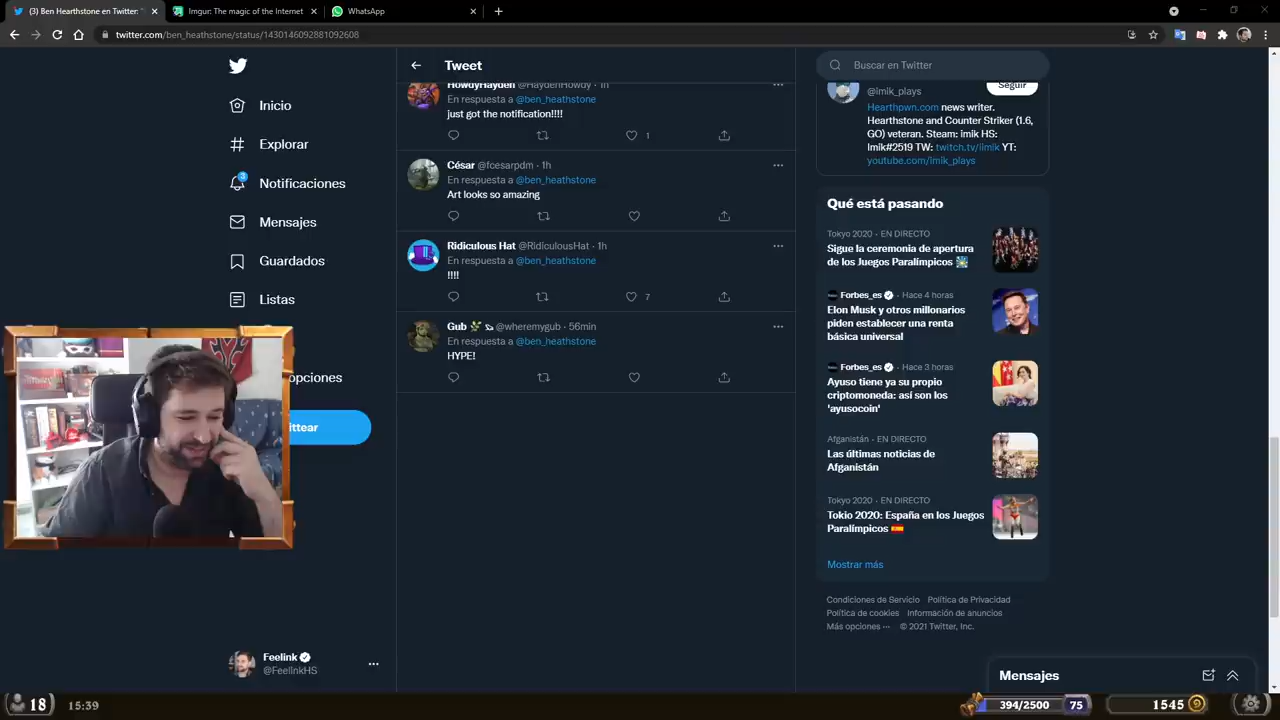 (3) Ben Heathstone en Twitter:
Imgur: The magic of the Internet
WhatsApp
twitter.com/ben_heathstone/status/1430146092881092608
Inicio
Explorar
3
Notificaciones
Mensajes
Guardados
Listas
opciones
ittear
Feelink
@FeelinkHS
Tweet
HowdyHayden @HaydenHowdy · 1h
En respuesta a @ben_heathstone
just got the notification!!!!
1
César @fcesarpdm · 1h
En respuesta a @ben_heathstone
Art looks so amazing
Ridiculous Hat @RidiculousHat · 1h
En respuesta a @ben_heathstone
!!!!
7
Gub @wheremygub · 56min
En respuesta a @ben_heathstone
HYPE!
Buscar en Twitter
@imik_plays
Seguir
Hearthpwn.com news writer.
Hearthstone and Counter Striker (1.6,
GO) veteran. Steam: imik HS:
Imik#2519 TW: twitch.tv/iimik YT:
youtube.com/imik_plays
Qué está pasando
Tokyo 2020 · EN DIRECTO
Sigue la ceremonia de apertura
de los Juegos Paralímpicos
Forbes_es · Hace 4 horas
Elon Musk y otros millonarios
piden establecer una renta
básica universal
Forbes_es · Hace 3 horas
Ayuso tiene ya su propio
criptomoneda: así son los
'ayusocoin'
Afganistán · EN DIRECTO
Las últimas noticias de
Afganistán
Tokyo 2020 · EN DIRECTO
Tokio 2020: España en los Juegos
Paralímpicos
Mostrar más
Condiciones de Servicio Política de Privacidad
Política de cookies Información de anuncios
Más opciones ··· © 2021 Twitter, Inc.
Mensajes
18
15:39
394/2500
75
1545